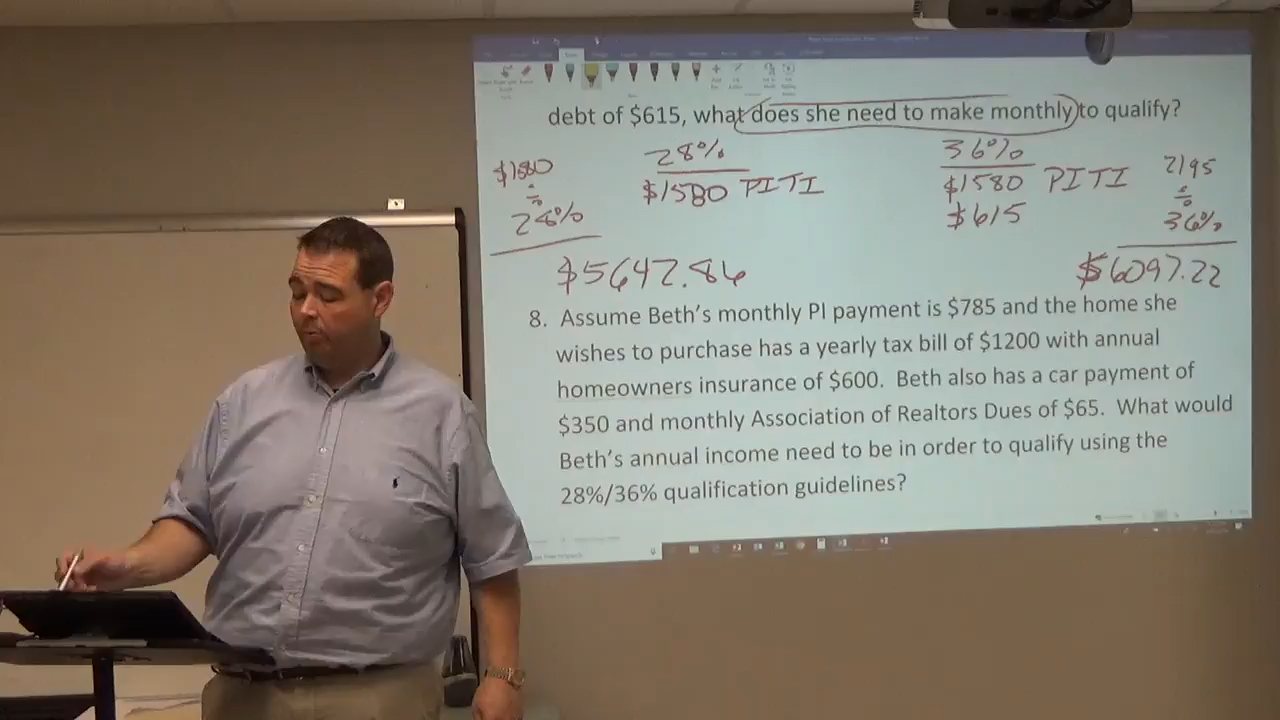 debt of $615, what does she need to make monthly to qualify?
$1580
÷
28%
28%
$1580 PITI
$5642.86
36%
$1580 PITI
$615
2195
÷
36%
$6097.22
8. Assume Beth's monthly PI payment is $785 and the home she
wishes to purchase has a yearly tax bill of $1200 with annual
homeowners insurance of $600. Beth also has a car payment of
$350 and monthly Association of Realtors Dues of $65. What would
Beth's annual income need to be in order to qualify using the
28%/36% qualification guidelines?